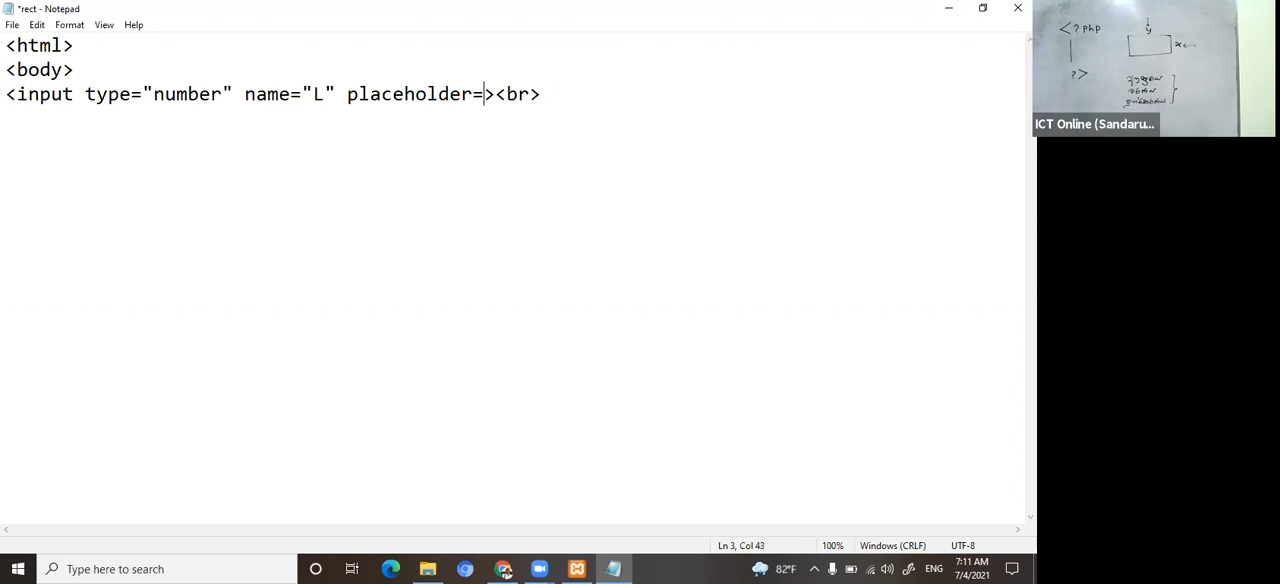 *rect - Notepad
File Edit Format View Help
<html>
<body>
<input type="number" name="L" placeholder=><br>
<?php
y
x
?>
ICT Online (Sandaru...
Ln 3, Col 43 100% Windows (CRLF) UTF-8
Type here to search
82°F ENG 7:11 AM
7/4/2021